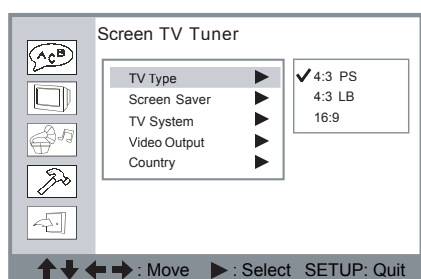 Screen TV Tuner
ACB
TV Type
Screen Saver
TV System
Video Output
Country
4:3 PS
4:3 LB
16:9
: Move : Select SETUP: Quit